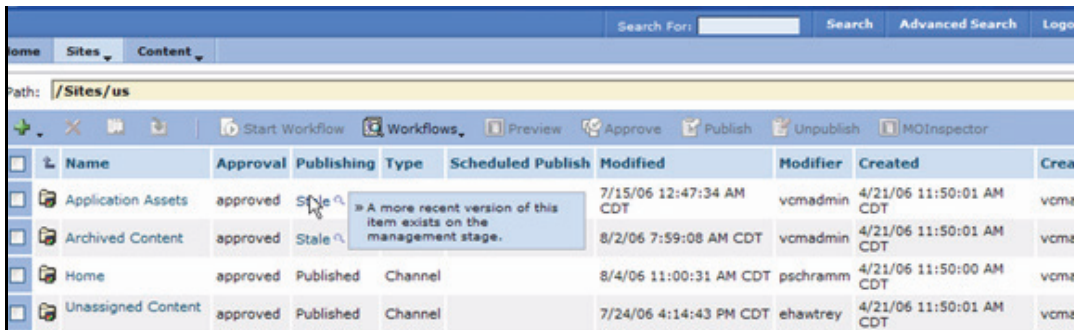 Search For: Search Advanced Search Logo
Home Sites Content
Path: /Sites/us
Start Workflow Workflows Preview Approve Publish Unpublish MOInspector
Name Approval Publishing Type Scheduled Publish Modified Modifier Created Crea
Application Assets approved Stale 7/15/06 12:47:34 AM CDT vcmadmin 4/21/06 11:50:01 AM CDT vcma
» A more recent version of this
item exists on the
management stage.
Archived Content approved Stale 8/2/06 7:59:08 AM CDT vcmadmin 4/21/06 11:50:01 AM CDT vcma
Home approved Published Channel 8/4/06 11:00:31 AM CDT pschramm 4/21/06 11:50:00 AM CDT vcma
Unassigned Content approved Published Channel 7/24/06 4:14:43 PM CDT ehawtrey 4/21/06 11:50:01 AM CDT vcma